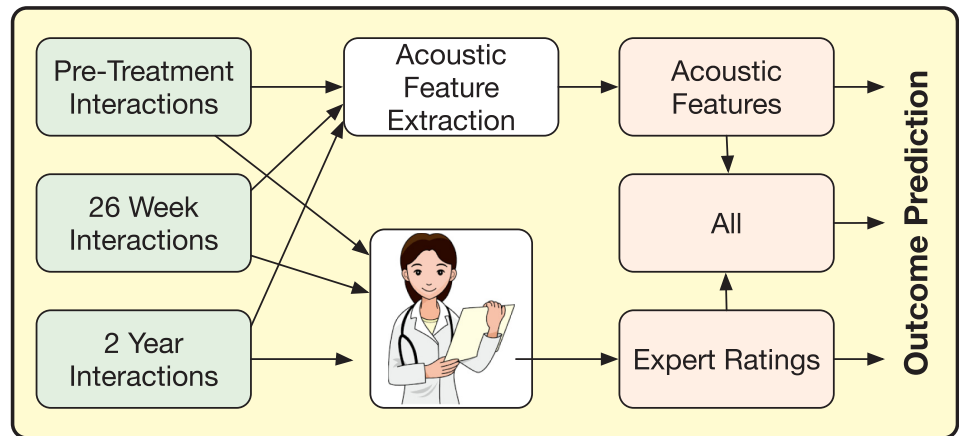 Pre-Treatment
Interactions
Acoustic
Feature
Extraction
Acoustic
Features
26 Week
Interactions
All
2 Year
Interactions
Expert Ratings
Outcome Prediction